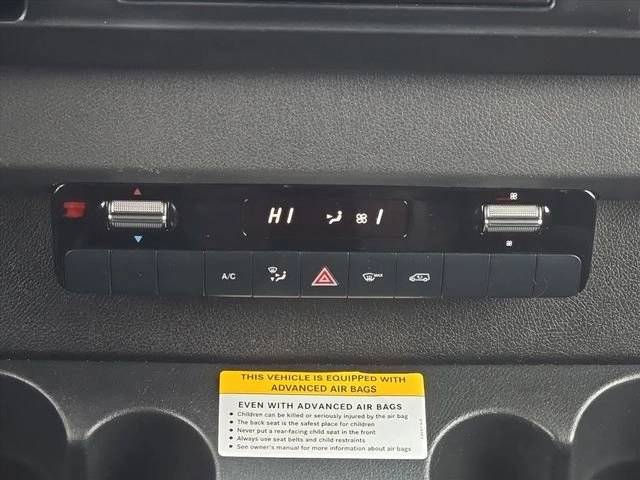 HI 1
A/C MAX
THIS VEHICLE IS EQUIPPED WITH
ADVANCED AIR BAGS
EVEN WITH ADVANCED AIR BAGS
• Children can be killed or seriously injured by the air bag
• The back seat is the safest place for children
• Never put a rear-facing child seat in the front
• Always use seat belts and child restraints
• See owner's manual for more information about air bags